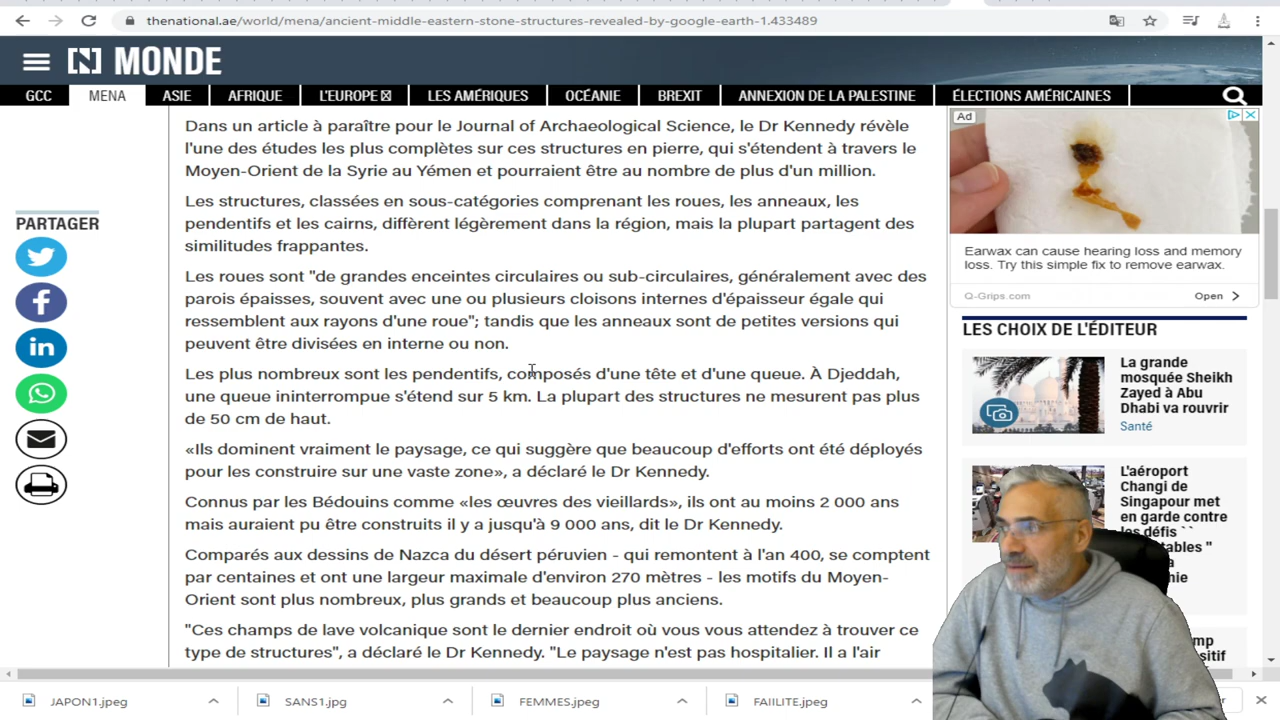 thenational.ae/world/mena/ancient-middle-eastern-stone-structures-revealed-by-google-earth-1.433489
[N] MONDE
GCC MENA ASIE AFRIQUE L'EUROPE LES AMÉRIQUES OCÉANIE BREXIT ANNEXION DE LA PALESTINE ÉLECTIONS AMÉRICAINES
PARTAGER
Dans un article à paraître pour le Journal of Archaeological Science, le Dr Kennedy révèle
l'une des études les plus complètes sur ces structures en pierre, qui s'étendent à travers le
Moyen-Orient de la Syrie au Yémen et pourraient être au nombre de plus d'un million.
Les structures, classées en sous-catégories comprenant les roues, les anneaux, les
pendentifs et les cairns, diffèrent légèrement dans la région, mais la plupart partagent des
similitudes frappantes.
Les roues sont "de grandes enceintes circulaires ou sub-circulaires, généralement avec des
parois épaisses, souvent avec une ou plusieurs cloisons internes d'épaisseur égale qui
ressemblent aux rayons d'une roue"; tandis que les anneaux sont de petites versions qui
peuvent être divisées en interne ou non.
Les plus nombreux sont les pendentifs, composés d'une tête et d'une queue. À Djeddah,
une queue ininterrompue s'étend sur 5 km. La plupart des structures ne mesurent pas plus
de 50 cm de haut.
«Ils dominent vraiment le paysage, ce qui suggère que beaucoup d'efforts ont été déployés
pour les construire sur une vaste zone», a déclaré le Dr Kennedy.
Connus par les Bédouins comme «les œuvres des vieillards», ils ont au moins 2 000 ans
mais auraient pu être construits il y a jusqu'à 9 000 ans, dit le Dr Kennedy.
Comparés aux dessins de Nazca du désert péruvien - qui remontent à l'an 400, se comptent
par centaines et ont une largeur maximale d'environ 270 mètres - les motifs du Moyen-
Orient sont plus nombreux, plus grands et beaucoup plus anciens.
"Ces champs de lave volcanique sont le dernier endroit où vous vous attendez à trouver ce
type de structures", a déclaré le Dr Kennedy. "Le paysage n'est pas hospitalier. Il a l'air
Ad
Earwax can cause hearing loss and memory
loss. Try this simple fix to remove earwax.
Q-Grips.com Open
LES CHOIX DE L'ÉDITEUR
La grande
mosquée Sheikh
Zayed à Abu
Dhabi va rouvrir
Santé
L'aéroport
Changi de
Singapour met
en garde contre
les défis ``
tables "
JAPON1.jpeg SANS1.jpg FEMMES.jpeg FAIILITE.jpeg